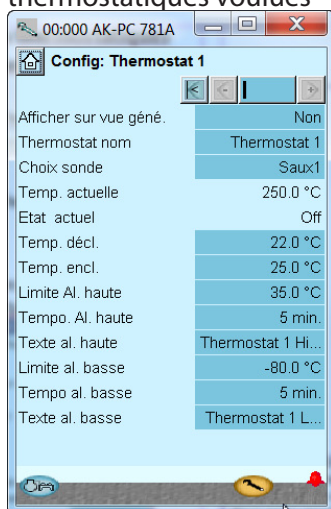 thermostatiques voulues
00:000 AK-PC 781A
Config: Thermostat 1
Afficher sur vue géné. Non
Thermostat nom Thermostat 1
Choix sonde Saux1
Temp. actuelle 250.0 °C
Etat actuel Off
Temp. décl. 22.0 °C
Temp. encl. 25.0 °C
Limite Al. haute 35.0 °C
Tempo. Al. haute 5 min.
Texte al. haute Thermostat 1 Hi...
Limite al. basse -80.0 °C
Tempo al. basse 5 min.
Texte al. basse Thermostat 1 L...